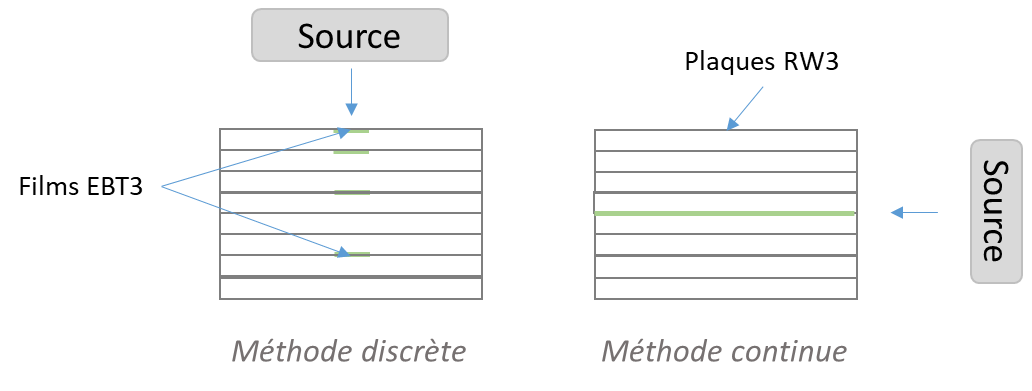 Source
Plaques RW3
Films EBT3
Source
Méthode discrète
Méthode continue